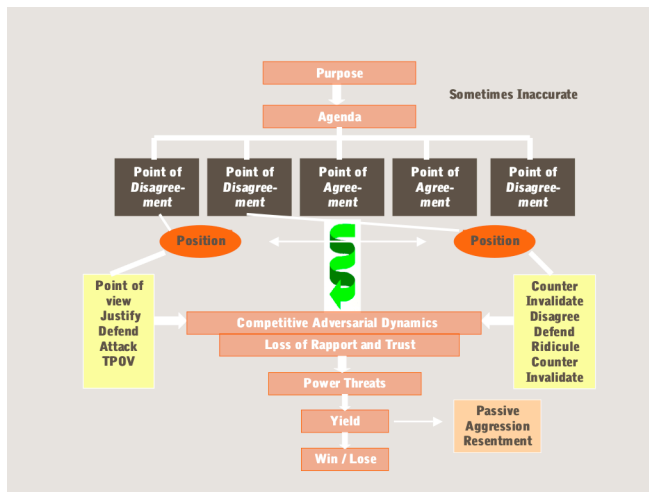 Purpose
Sometimes Inaccurate
Agenda
Point of
Disagree-
ment
Point of
Disagree-
ment
Point of
Agree-
ment
Point of
Agree-
ment
Point of
Disagree-
ment
Position
Position
Point of
view
Justify
Defend
Attack
TPOV
Counter
Invalidate
Disagree
Defend
Ridicule
Counter
Invalidate
Competitive Adversarial Dynamics
Loss of Rapport and Trust
Power Threats
Yield
Passive
Aggression
Resentment
Win / Lose